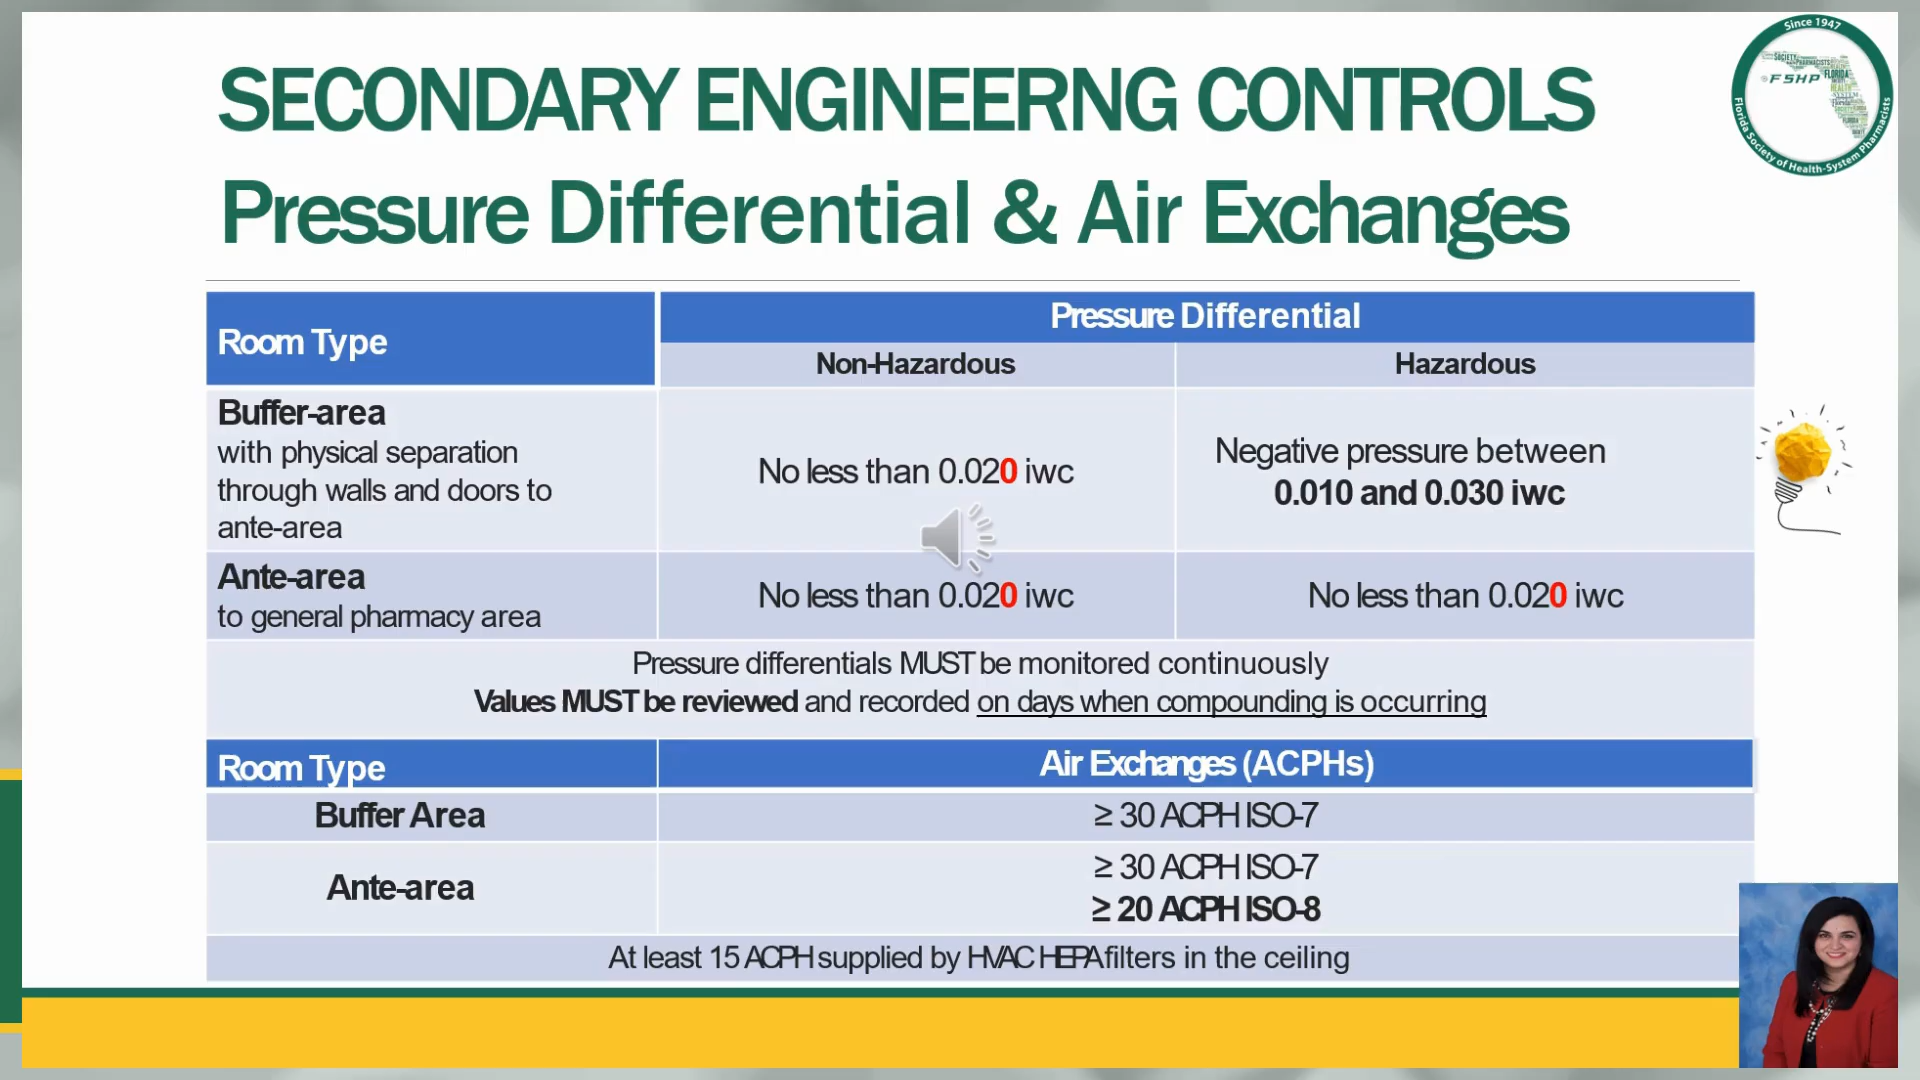 SECONDARY ENGINEERNG CONTROLS
Pressure Differential & Air Exchanges
Since 1947
FSHP
Florida Society of Health-System Pharmacists
Room Type
Pressure Differential
Non-Hazardous
Hazardous
Buffer-area
with physical separation
through walls and doors to
ante-area
No less than 0.020 iwc
Negative pressure between
0.010 and 0.030 iwc
Ante-area
to general pharmacy area
No less than 0.020 iwc
No less than 0.020 iwc
Pressure differentials MUST be monitored continuously
Values MUST be reviewed and recorded on days when compounding is occurring
Room Type
Air Exchanges (ACPHs)
Buffer Area
≥ 30 ACPH ISO-7
Ante-area
≥ 30 ACPH ISO-7
≥ 20 ACPH ISO-8
At least 15 ACPH supplied by HVAC HEPA filters in the ceiling